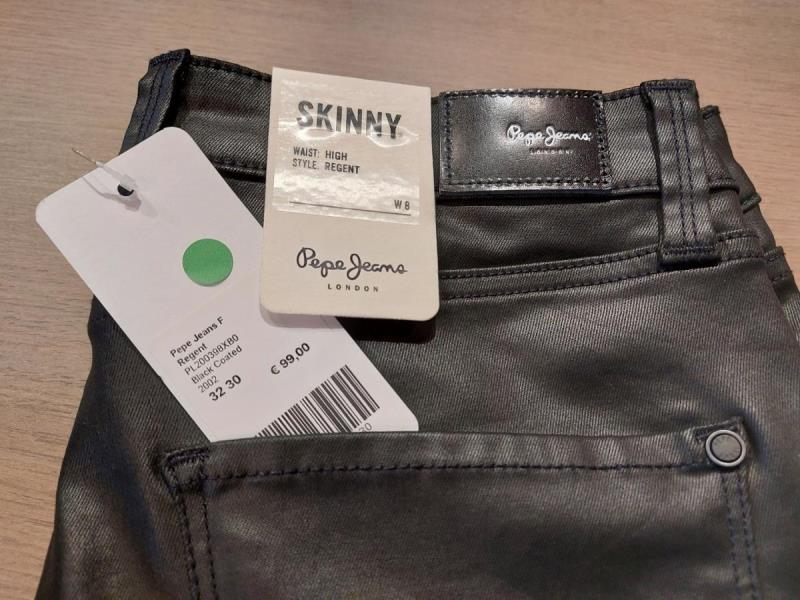 SKINNY
WAIST: HIGH
STYLE: REGENT
W8
Pepe Jeans
LONDON
Pepe Jeans
LONDON
Pepe Jeans F
Regent
PL200398XB0
Black Coated
2002
32 30
€ 99,00